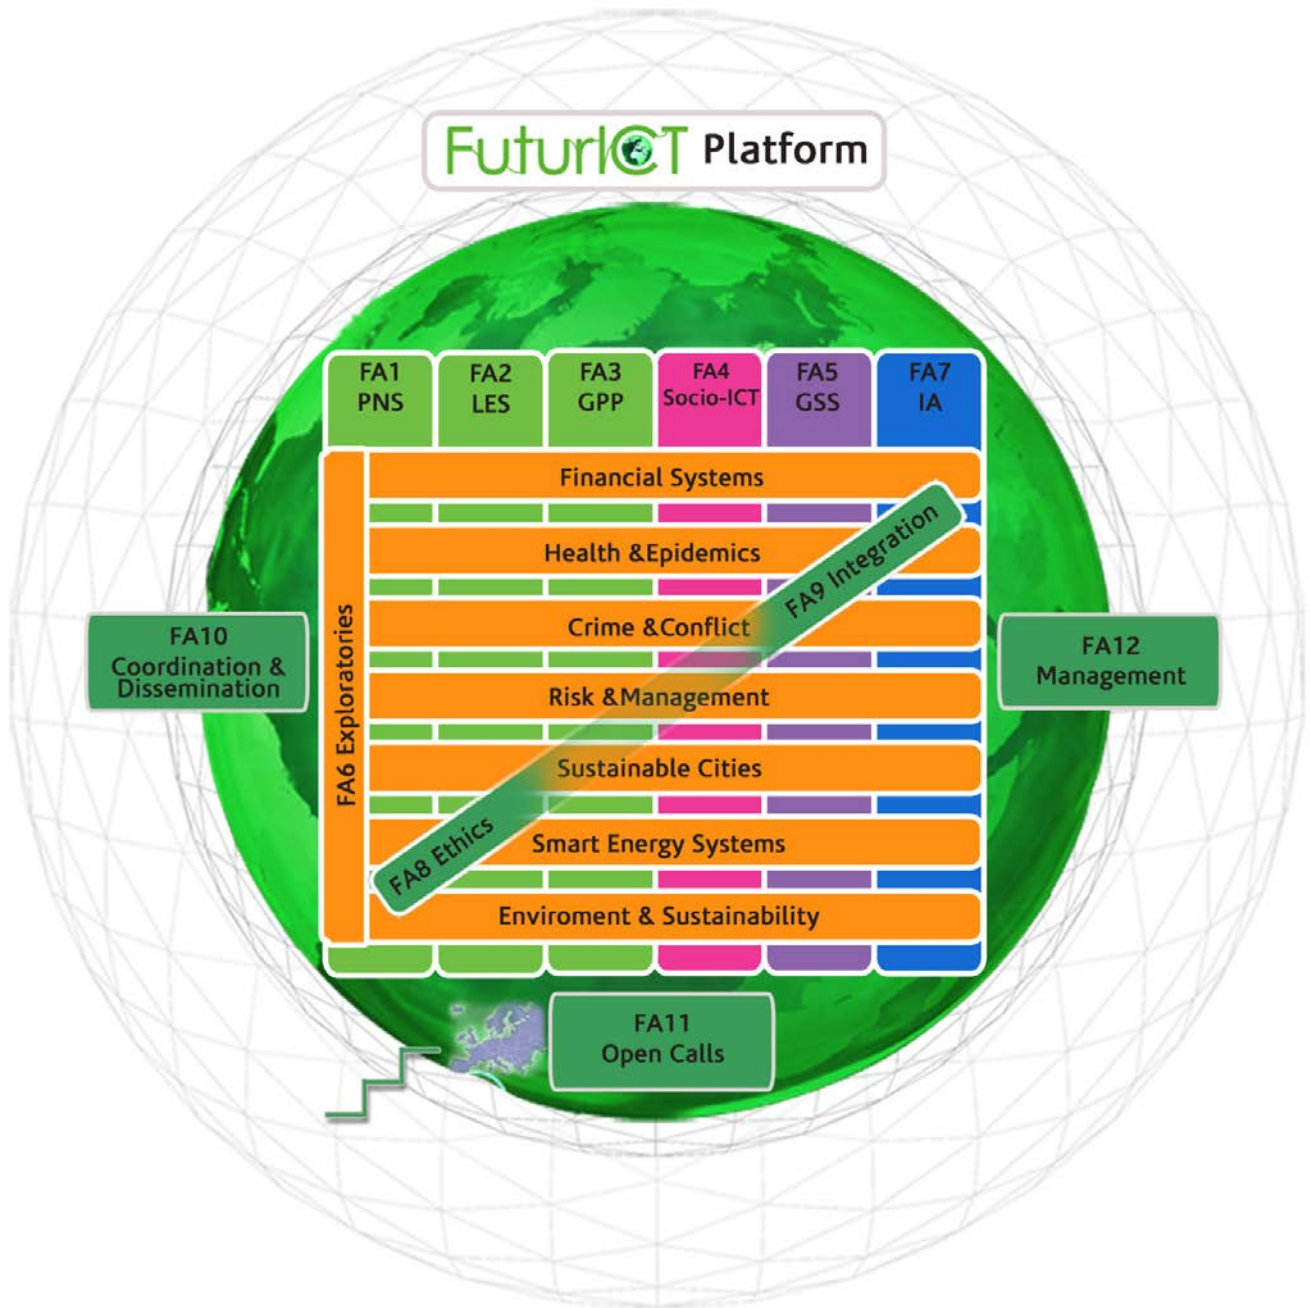 FuturICT Platform
FA1
PNS
FA2
LES
FA3
GPP
FA4
Socio-ICT
FA5
GSS
FA7
IA
FA6 Exploratories
Financial Systems
Health &Epidemics
Crime &Conflict
Risk &Management
Sustainable Cities
Smart Energy Systems
Enviroment & Sustainability
FA8 Ethics
FA9 Integration
FA10
Coordination &
Dissemination
FA12
Management
FA11
Open Calls